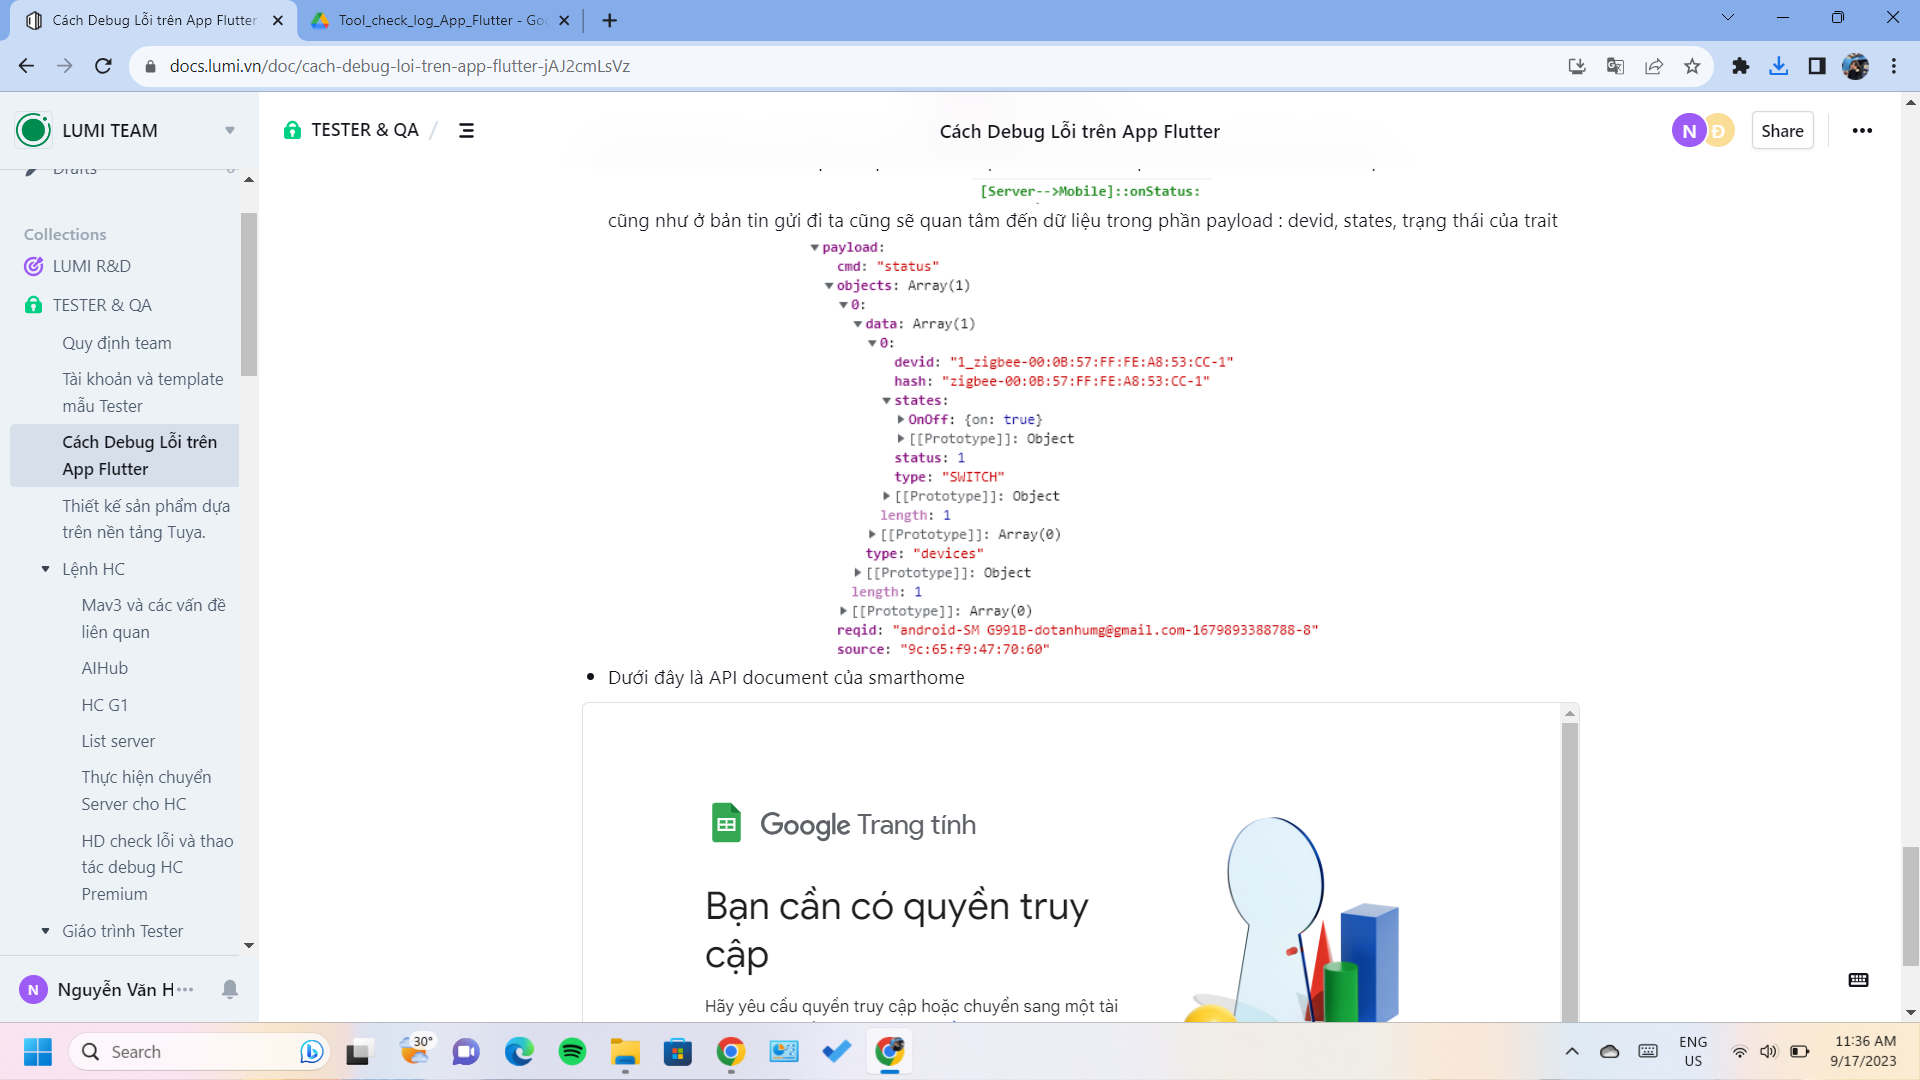 Cách Debug Lỗi trên App Flutter
Tool_check_log_App_Flutter - Goo
docs.lumi.vn/doc/cach-debug-loi-tren-app-flutter-jAJ2cmLsVz
LUMI TEAM
TESTER & QA /
Cách Debug Lỗi trên App Flutter
N
Đ
Share
Drafts
Collections
LUMI R&D
TESTER & QA
Quy định team
Tài khoản và template
mẫu Tester
Cách Debug Lỗi trên
App Flutter
Thiết kế sản phẩm dựa
trên nền tảng Tuya.
Lệnh HC
Mav3 và các vấn đề
liên quan
AIHub
HC G1
List server
Thực hiện chuyển
Server cho HC
HD check lỗi và thao
tác debug HC
Premium
Giáo trình Tester
N
Nguyễn Văn H
[Server-->Mobile]::onStatus:
cũng như ở bản tin gửi đi ta cũng sẽ quan tâm đến dữ liệu trong phần payload : devid, states, trạng thái của trait
payload:
cmd: "status"
objects: Array(1)
0:
data: Array(1)
0:
devid: "1_zigbee-00:0B:57:FF:FE:A8:53:CC-1"
hash: "zigbee-00:0B:57:FF:FE:A8:53:CC-1"
states:
OnOff: {on: true}
[[Prototype]]: Object
status: 1
type: "SWITCH"
[[Prototype]]: Object
length: 1
[[Prototype]]: Array(0)
type: "devices"
[[Prototype]]: Object
length: 1
[[Prototype]]: Array(0)
reqid: "android-SM G991B-dotanhumg@gmail.com-1679893388788-8"
source: "9c:65:f9:47:70:60"
Dưới đây là API document của smarthome
Google Trang tính
Bạn cần có quyền truy
cập
Hãy yêu cầu quyền truy cập hoặc chuyển sang một tài
Search
30°
ENG
US
11:36 AM
9/17/2023